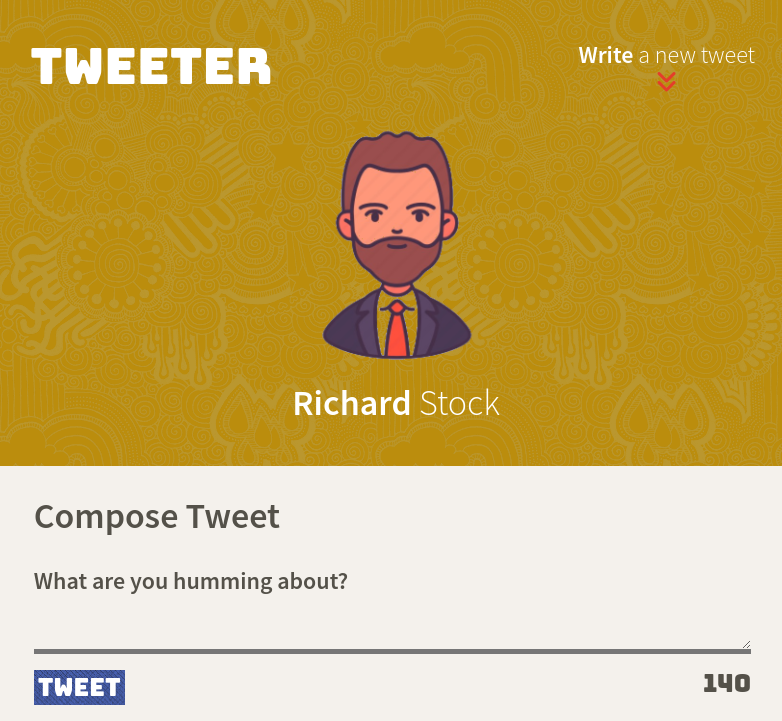 TWEETER
Write a new tweet
Richard Stock
Compose Tweet
What are you humming about?
TWEET
140